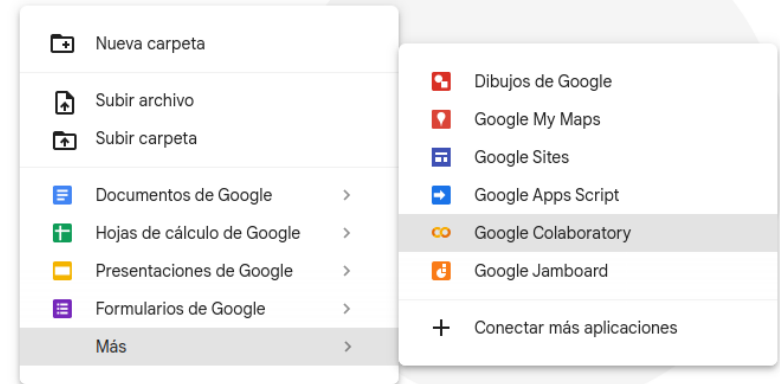 Nueva carpeta
Subir archivo
Subir carpeta
Documentos de Google
Hojas de cálculo de Google
Presentaciones de Google
Formularios de Google
Más
Dibujos de Google
Google My Maps
Google Sites
Google Apps Script
Google Colaboratory
Google Jamboard
Conectar más aplicaciones